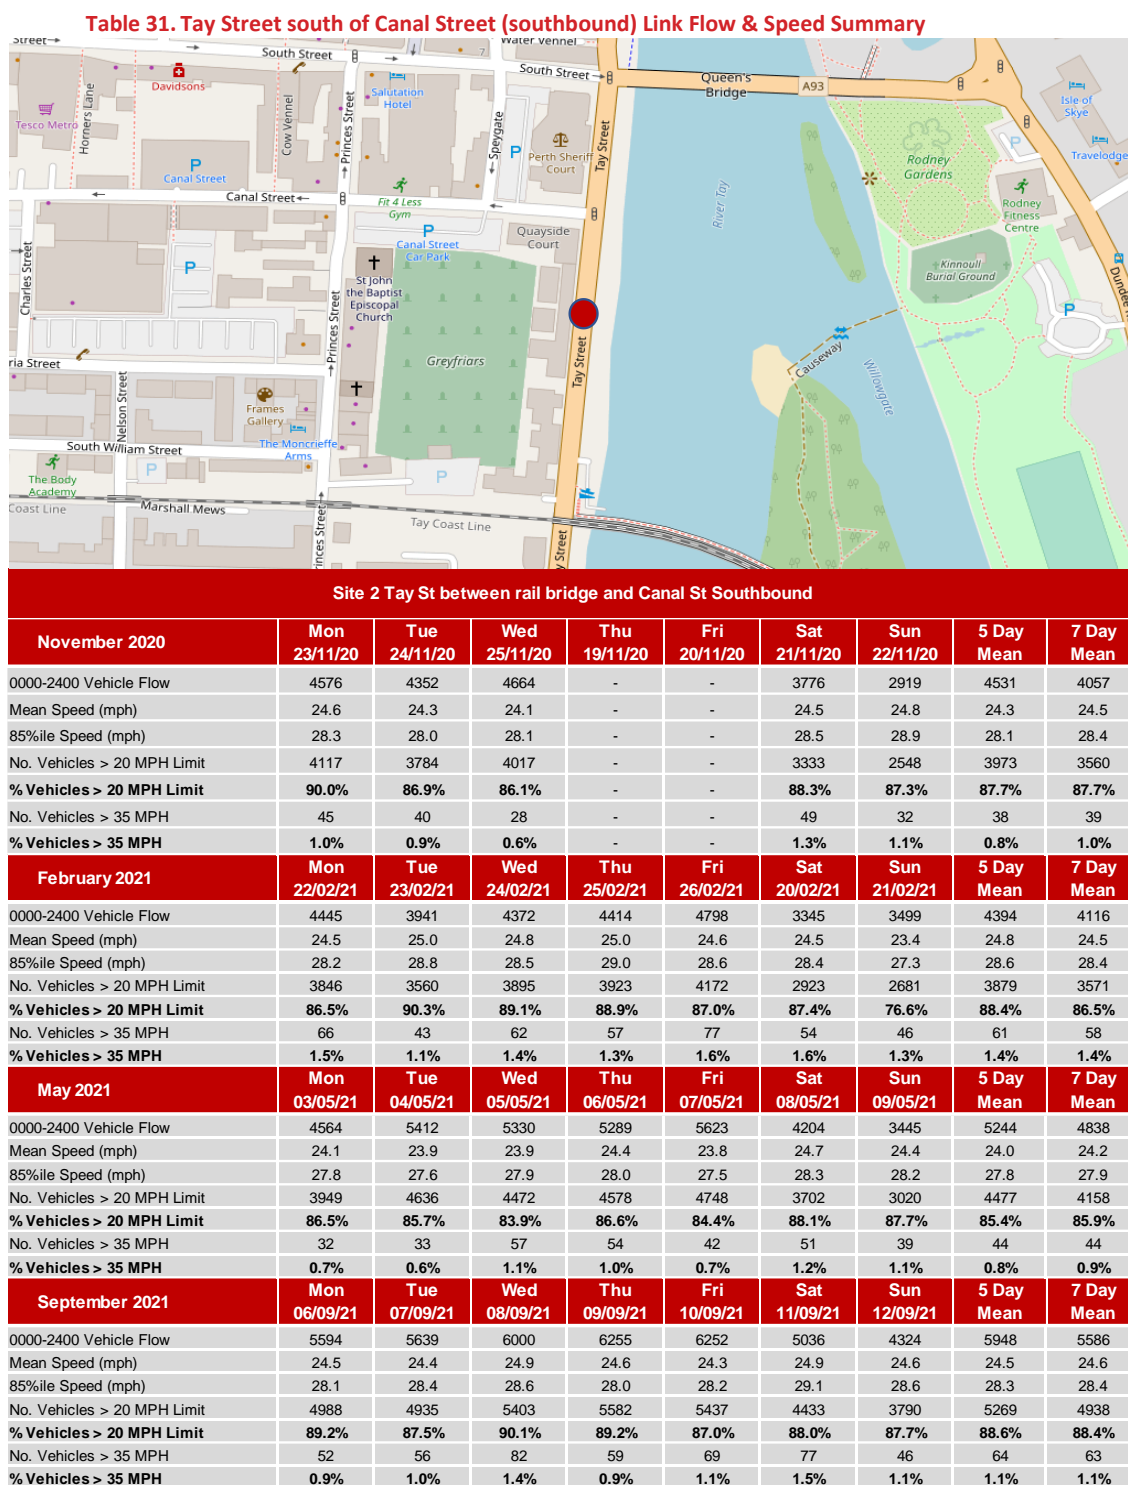 Table 31. Tay Street south of Canal Street (southbound) Link Flow & Speed Summary
Street→
South Street
Water Vennel
7
South Street
Queen's
Bridge
A93
Davidsons
Salutation
Hotel
Isle of
Skye
Tesco Metro
Horners Lane
Cow Vennel
Princes Street
Speygate
P
Perth Sheriff
Court
Tay Street
River Tay
Rodney
Gardens
P
Travelodge
P
Canal Street
Canal Street
Fit 4 Less
Gym
Rodney
Fitness
Centre
P
Canal Street
Car Park
Quayside
Court
Charles Street
P
St John
the Baptist
Episcopal
Church
Kinnoull
Burial Ground
Dundee
P
Princes Street
Greyfriars
Tay Street
Causeway
Willowgate
ria Street
Nelson Street
Frames
Gallery
The Moncrieffe
Arms
South William Street
P
The Body
Academy
P
Coast Line
Marshall Mews
Princes Street
Tay Coast Line
y Street
Site 2 Tay St between rail bridge and Canal St Southbound
November 2020 Mon 23/11/20 Tue 24/11/20 Wed 25/11/20 Thu 19/11/20 Fri 20/11/20 Sat 21/11/20 Sun 22/11/20 5 Day Mean 7 Day Mean
0000-2400 Vehicle Flow 4576 4352 4664 - - 3776 2919 4531 4057
Mean Speed (mph) 24.6 24.3 24.1 - - 24.5 24.8 24.3 24.5
85%ile Speed (mph) 28.3 28.0 28.1 - - 28.5 28.9 28.1 28.4
No. Vehicles > 20 MPH Limit 4117 3784 4017 - - 3333 2548 3973 3560
% Vehicles > 20 MPH Limit 90.0% 86.9% 86.1% - - 88.3% 87.3% 87.7% 87.7%
No. Vehicles > 35 MPH 45 40 28 - - 49 32 38 39
% Vehicles > 35 MPH 1.0% 0.9% 0.6% - - 1.3% 1.1% 0.8% 1.0%
February 2021 Mon 22/02/21 Tue 23/02/21 Wed 24/02/21 Thu 25/02/21 Fri 26/02/21 Sat 20/02/21 Sun 21/02/21 5 Day Mean 7 Day Mean
0000-2400 Vehicle Flow 4445 3941 4372 4414 4798 3345 3499 4394 4116
Mean Speed (mph) 24.5 25.0 24.8 25.0 24.6 24.5 23.4 24.8 24.5
85%ile Speed (mph) 28.2 28.8 28.5 29.0 28.6 28.4 27.3 28.6 28.4
No. Vehicles > 20 MPH Limit 3846 3560 3895 3923 4172 2923 2681 3879 3571
% Vehicles > 20 MPH Limit 86.5% 90.3% 89.1% 88.9% 87.0% 87.4% 76.6% 88.4% 86.5%
No. Vehicles > 35 MPH 66 43 62 57 77 54 46 61 58
% Vehicles > 35 MPH 1.5% 1.1% 1.4% 1.3% 1.6% 1.6% 1.3% 1.4% 1.4%
May 2021 Mon 03/05/21 Tue 04/05/21 Wed 05/05/21 Thu 06/05/21 Fri 07/05/21 Sat 08/05/21 Sun 09/05/21 5 Day Mean 7 Day Mean
0000-2400 Vehicle Flow 4564 5412 5330 5289 5623 4204 3445 5244 4838
Mean Speed (mph) 24.1 23.9 23.9 24.4 23.8 24.7 24.4 24.0 24.2
85%ile Speed (mph) 27.8 27.6 27.9 28.0 27.5 28.3 28.2 27.8 27.9
No. Vehicles > 20 MPH Limit 3949 4636 4472 4578 4748 3702 3020 4477 4158
% Vehicles > 20 MPH Limit 86.5% 85.7% 83.9% 86.6% 84.4% 88.1% 87.7% 85.4% 85.9%
No. Vehicles > 35 MPH 32 33 57 54 42 51 39 44 44
% Vehicles > 35 MPH 0.7% 0.6% 1.1% 1.0% 0.7% 1.2% 1.1% 0.8% 0.9%
September 2021 Mon 06/09/21 Tue 07/09/21 Wed 08/09/21 Thu 09/09/21 Fri 10/09/21 Sat 11/09/21 Sun 12/09/21 5 Day Mean 7 Day Mean
0000-2400 Vehicle Flow 5594 5639 6000 6255 6252 5036 4324 5948 5586
Mean Speed (mph) 24.5 24.4 24.9 24.6 24.3 24.9 24.6 24.5 24.6
85%ile Speed (mph) 28.1 28.4 28.6 28.0 28.2 29.1 28.6 28.3 28.4
No. Vehicles > 20 MPH Limit 4988 4935 5403 5582 5437 4433 3790 5269 4938
% Vehicles > 20 MPH Limit 89.2% 87.5% 90.1% 89.2% 87.0% 88.0% 87.7% 88.6% 88.4%
No. Vehicles > 35 MPH 52 56 82 59 69 77 46 64 63
% Vehicles > 35 MPH 0.9% 1.0% 1.4% 0.9% 1.1% 1.5% 1.1% 1.1% 1.1%